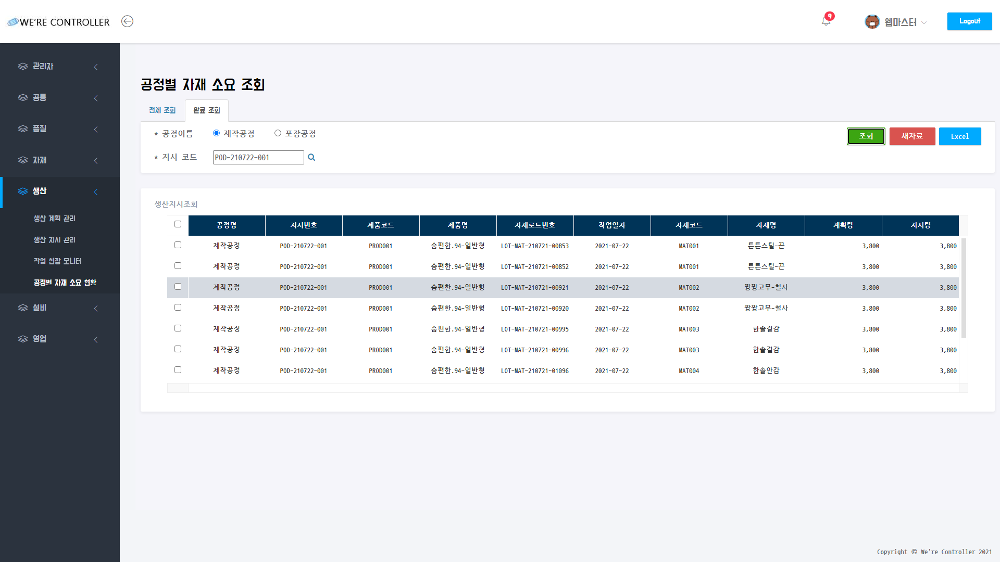 WE'RE CONTROLLER
9
웹마스터
Logout
관리자
공통
품질
자재
생산
생산 계획 관리
생산 지시 관리
작업 현장 모니터
공정별 자재 소요 현황
설비
영업
공정별 자재 소요 조회
전체 조회 완료 조회
* 공정이름 제작공정 포장공정
조회 새자료 Excel
* 지시 코드 POD-210722-001
생산지시조회
공정명 지시번호 제품코드 제품명 자재로트번호 작업일자 자재코드 자재명 계획량 지시량
제작공정 POD-210722-001 PROD001 숨편한.94-일반형 LOT-MAT-210721-00853 2021-07-22 MAT001 튼튼스틸-끈 3,800 3,800
제작공정 POD-210722-001 PROD001 숨편한.94-일반형 LOT-MAT-210721-00852 2021-07-22 MAT001 튼튼스틸-끈 3,800 3,800
제작공정 POD-210722-001 PROD001 숨편한.94-일반형 LOT-MAT-210721-00921 2021-07-22 MAT002 짱짱고무-철사 3,800 3,800
제작공정 POD-210722-001 PROD001 숨편한.94-일반형 LOT-MAT-210721-00920 2021-07-22 MAT002 짱짱고무-철사 3,800 3,800
제작공정 POD-210722-001 PROD001 숨편한.94-일반형 LOT-MAT-210721-00995 2021-07-22 MAT003 한솔겉감 3,800 3,800
제작공정 POD-210722-001 PROD001 숨편한.94-일반형 LOT-MAT-210721-00996 2021-07-22 MAT003 한솔겉감 3,800 3,800
제작공정 POD-210722-001 PROD001 숨편한.94-일반형 LOT-MAT-210721-01096 2021-07-22 MAT004 한솔안감 3,800 3,800
Copyright © We're Controller 2021